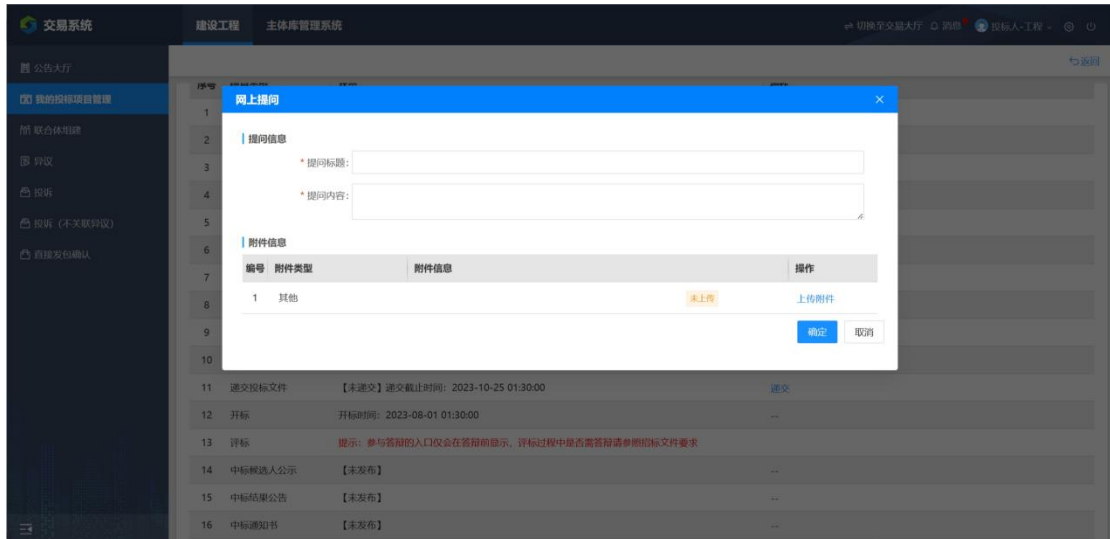 交易系统 建设工程 主体库管理系统 切换至交易大厅 消息 投标人-工程
公告大厅 返回
我的投标项目管理 序号
网上提问
1
联合体组建 2 提问信息
* 提问标题:
异议 3
投诉 4 * 提问内容:
投诉（不关联异议） 5
直接发包确认 6 附件信息
编号 附件类型 附件信息 操作
7
8 1 其他 未上传 上传附件
9 确定 取消
10
11 递交投标文件 【未递交】递交截止时间：2023-10-25 01:30:00 递交
12 开标 开标时间：2023-08-01 01:30:00 --
13 评标 提示：参与答辩的入口仅会在答辩前显示、评标过程中是否需答辩请参照招标文件要求
14 中标候选人公示 【未发布】 --
15 中标结果公告 【未发布】 --
16 中标通知书 【未发布】 --